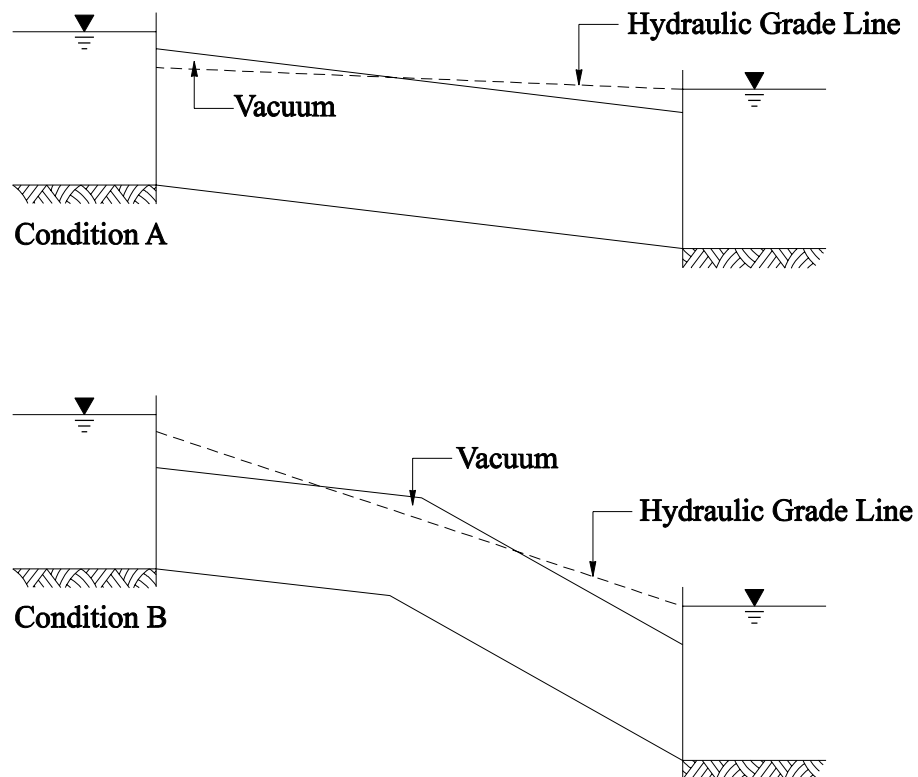 Hydraulic Grade Line
Vacuum
Condition A
Vacuum
Hydraulic Grade Line
Condition B